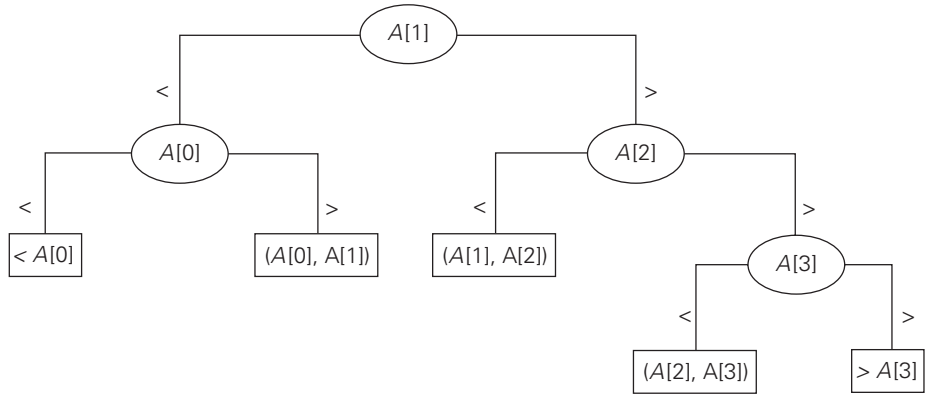 A[1]
<
>
A[0]
A[2]
<
>
<
>
< A[0]
(A[0], A[1])
(A[1], A[2])
A[3]
<
>
(A[2], A[3])
> A[3]